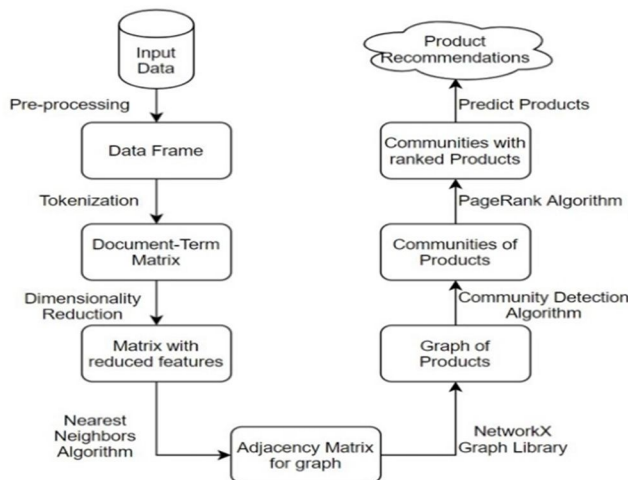 Input
Data
Pre-processing
Data Frame
Tokenization
Document-Term
Matrix
Dimensionality
Reduction
Matrix with
reduced features
Nearest
Neighbors
Algorithm
Adjacency Matrix
for graph
NetworkX
Graph Library
Graph of
Products
Community Detection
Algorithm
Communities of
Products
PageRank Algorithm
Communities with
ranked Products
Predict Products
Product
Recommendations